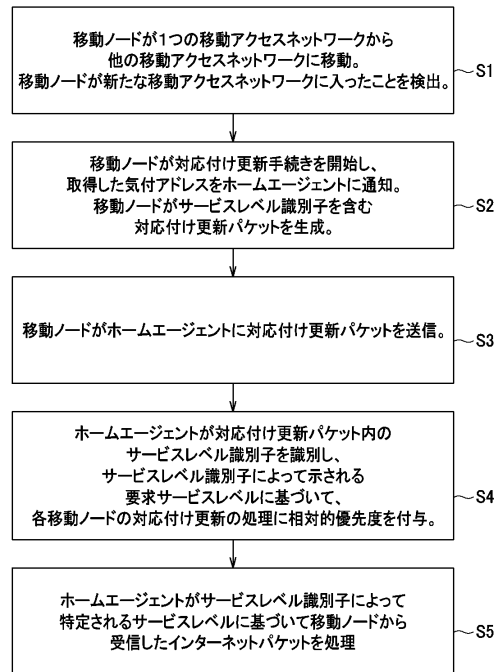 移動ノードが1つの移動アクセスネットワークから
他の移動アクセスネットワークに移動。
移動ノードが新たな移動アクセスネットワークに入ったことを検出。
S1
移動ノードが対応付け更新手続きを開始し、
取得した気付アドレスをホームエージェントに通知。
移動ノードがサービスレベル識別子を含む
対応付け更新パケットを生成。
S2
移動ノードがホームエージェントに対応付け更新パケットを送信。
S3
ホームエージェントが対応付け更新パケット内の
サービスレベル識別子を識別し、
サービスレベル識別子によって示される
要求サービスレベルに基づいて、
各移動ノードの対応付け更新の処理に相対的優先度を付与。
S4
ホームエージェントがサービスレベル識別子によって
特定されるサービスレベルに基づいて移動ノードから
受信したインターネットパケットを処理
S5